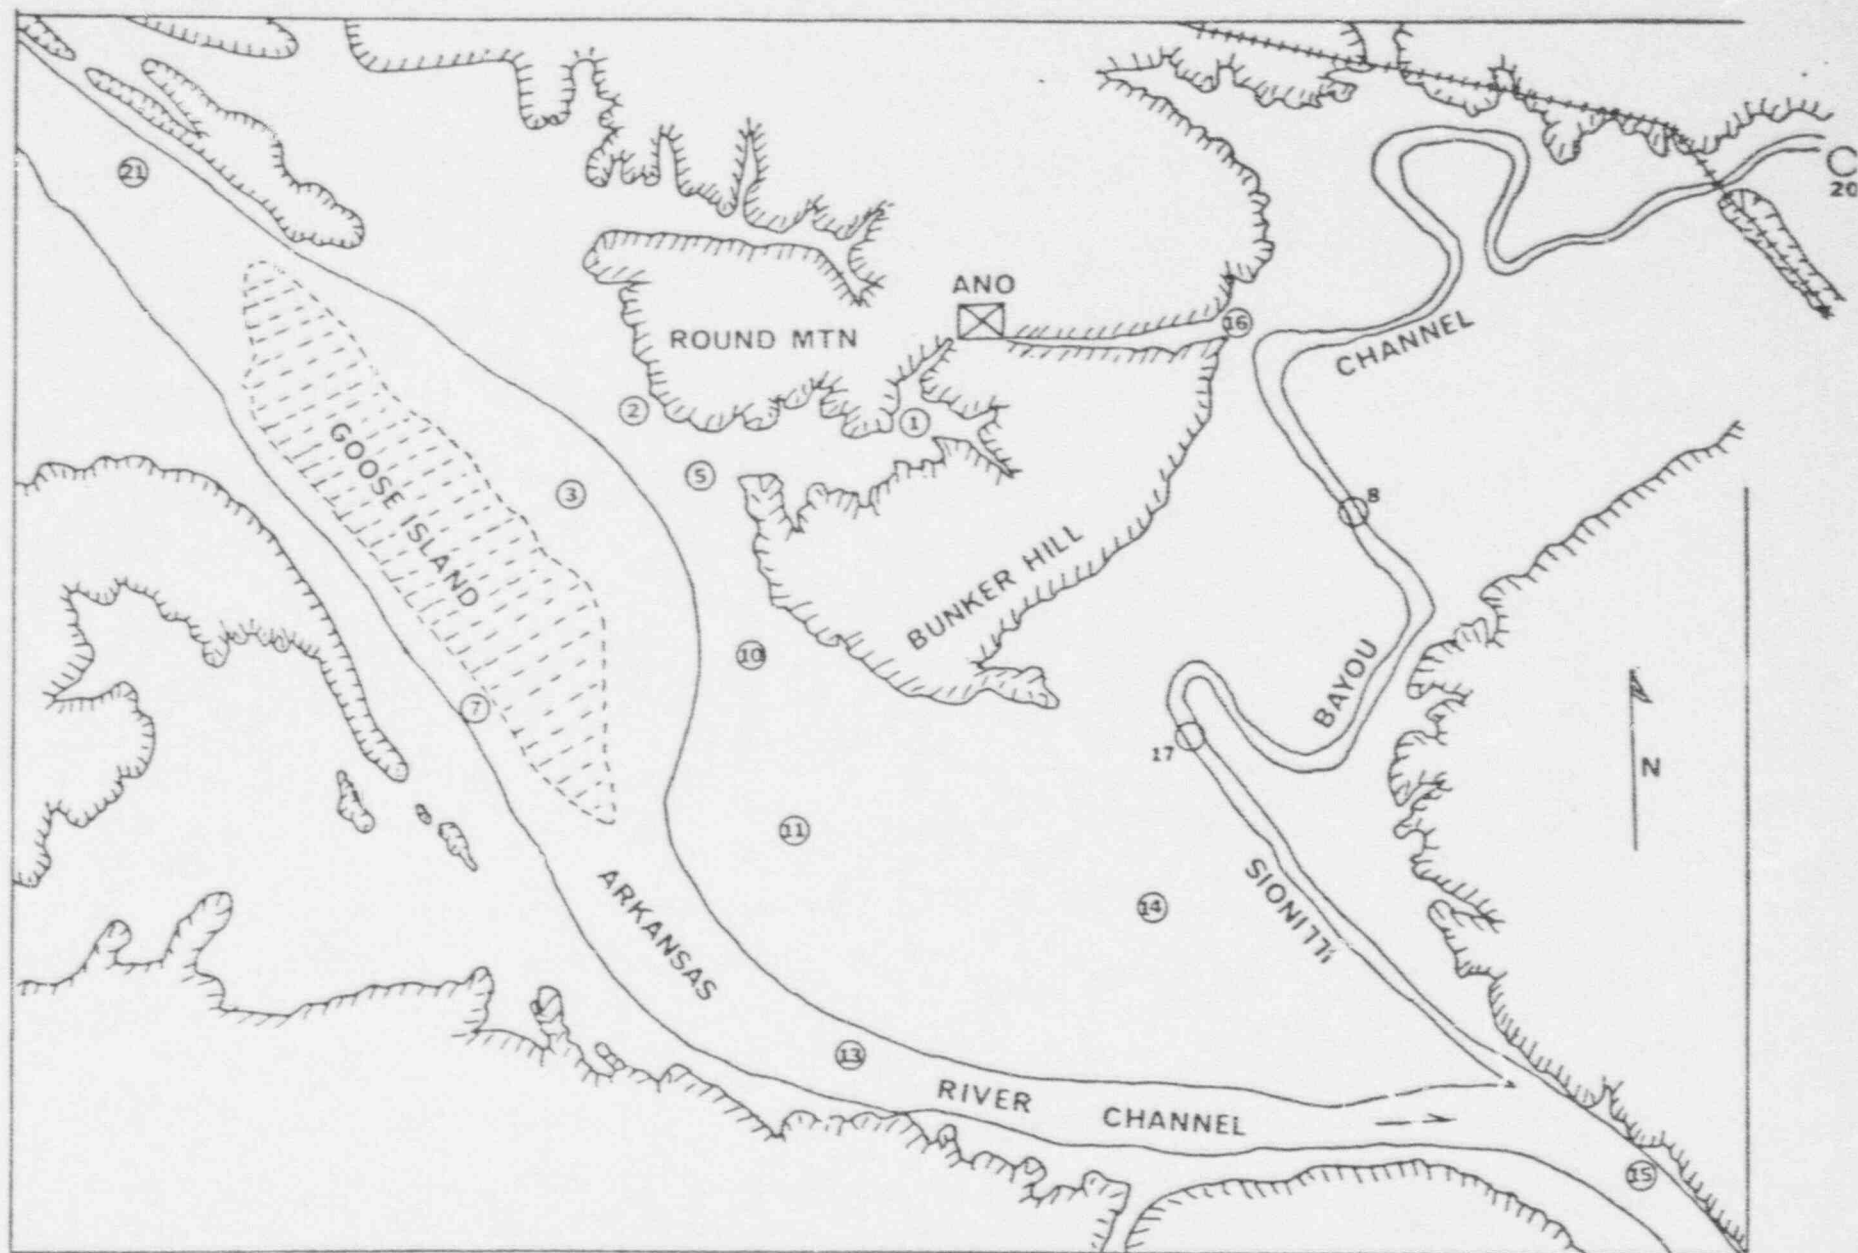 21
20
ANO
16
ROUND MTN
CHANNEL
2
1
GOOSE ISLAND
5
3
8
BUNKER HILL
10
BAYOU
7
17
N
11
ILLINOIS
ARKANSAS
14
13
RIVER
CHANNEL
15